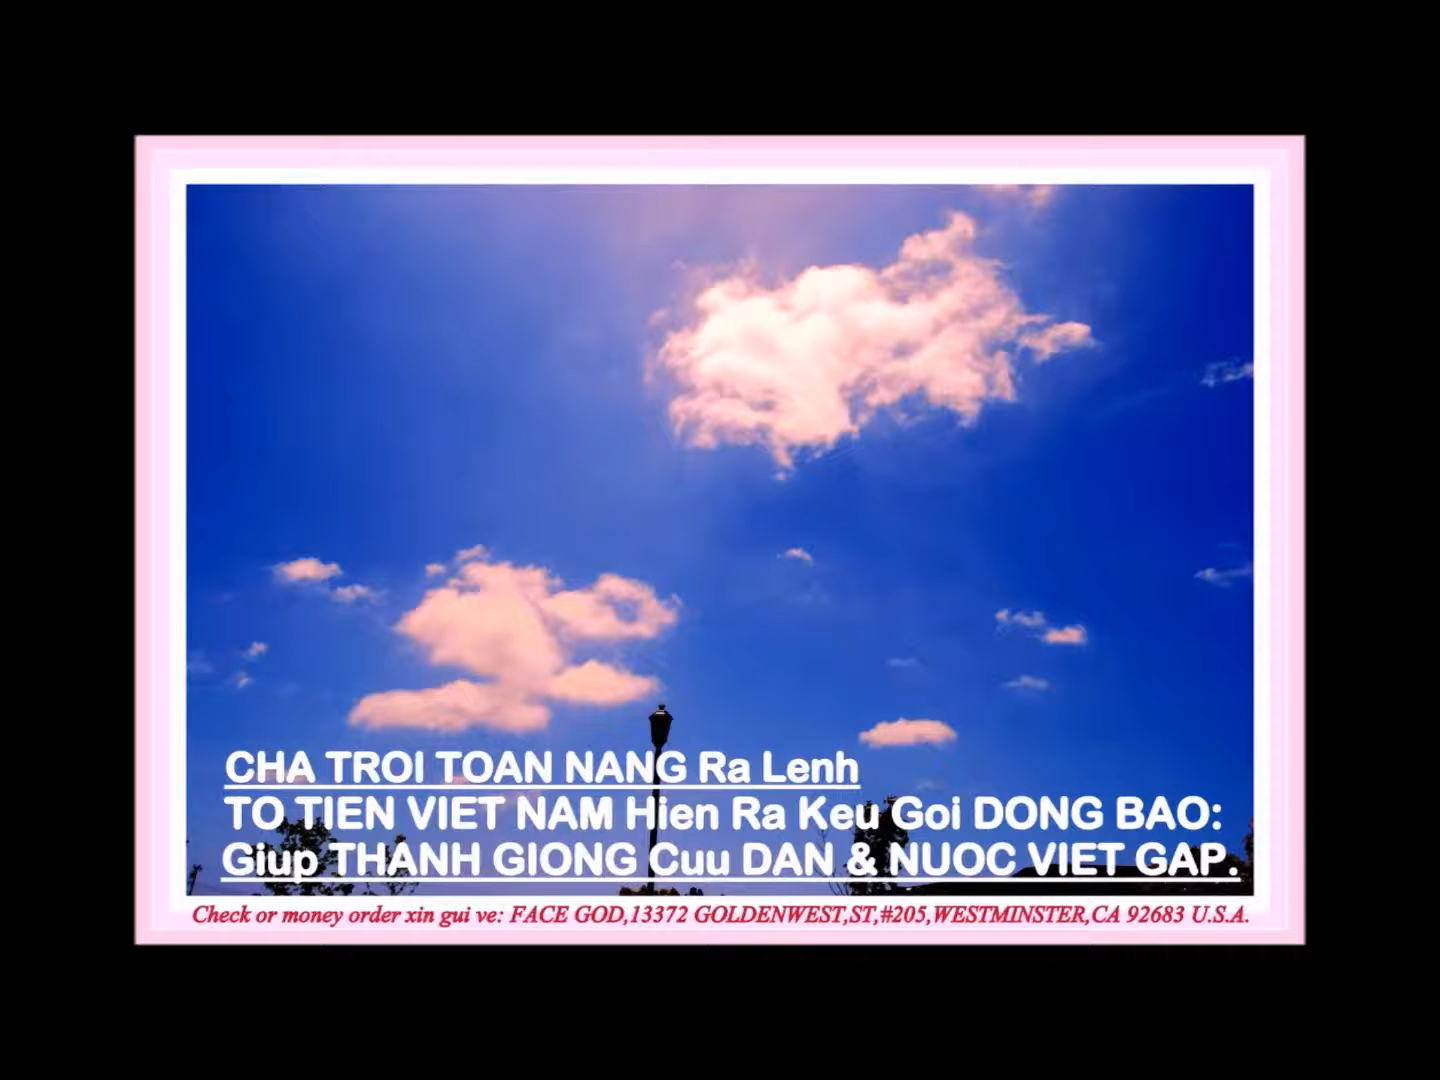 CHA TROI TOAN NANG Ra Lenh
TO TIEN VIET NAM Hien Ra Keu Goi DONG BAO:
Giup THANH GIONG Cuu DAN & NUOC VIET GAP.
Check or money order xin gui ve: FACE GOD,13372 GOLDENWEST,ST,#205,WESTMINSTER,CA 92683 U.S.A.